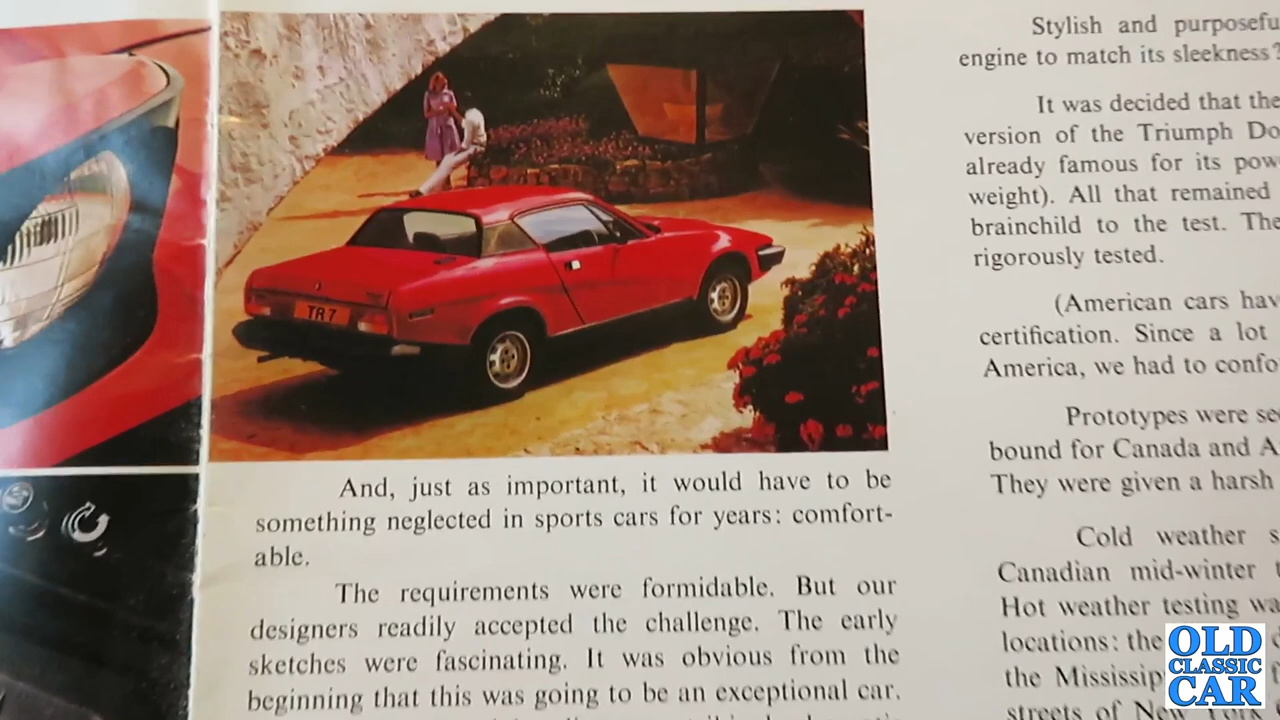 TR7
And, just as important, it would have to be
something neglected in sports cars for years: comfort-
able.
The requirements were formidable. But our
designers readily accepted the challenge. The early
sketches were fascinating. It was obvious from the
beginning that this was going to be an exceptional car.
Stylish and
engine to match its sleekness?
It was decided that the
version of the Triumph
already famous for its
weight). All that remained
brainchild to the test. The
rigorously tested.
(American cars
certification. Since a lot
America, we had to
Prototypes were
bound for Canada and
They were given a harsh
Cold weather
Canadian mid-winter
Hot weather testing
locations: the
the
streets of New
OLD
CLASSIC
CAR